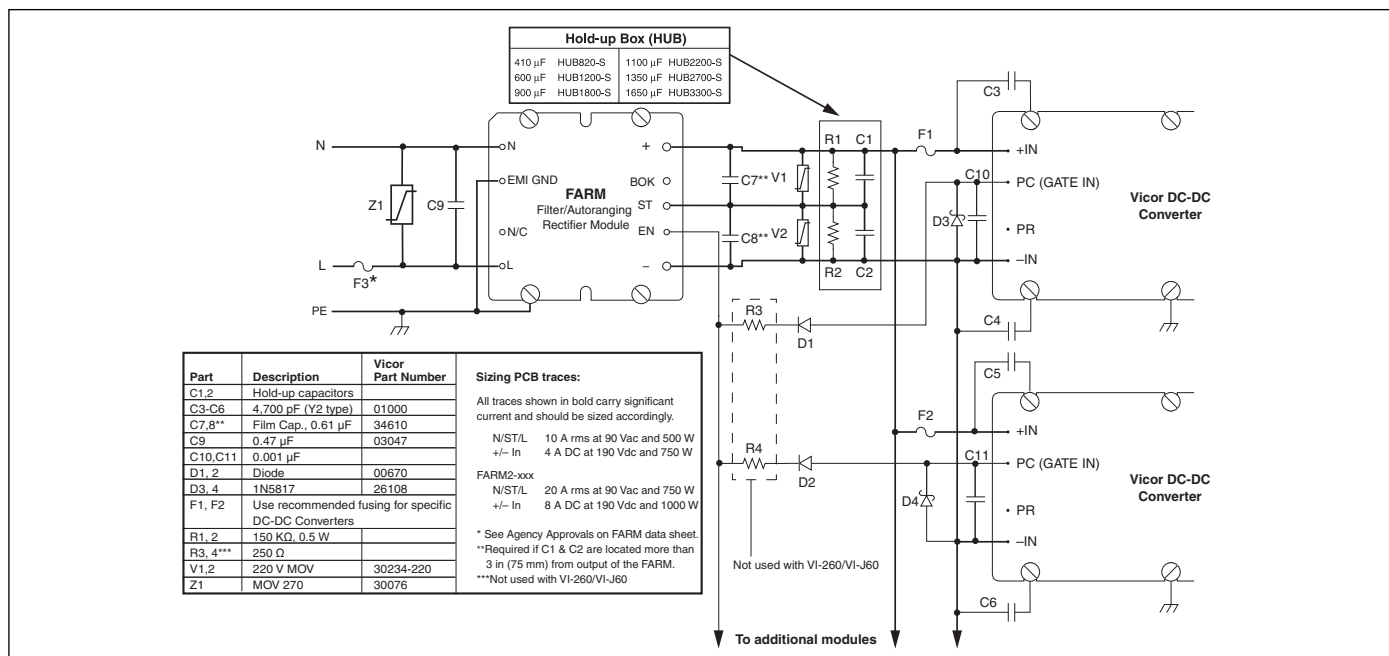 Hold-up Box (HUB)
410 µF HUB820-S 1100 µF HUB2200-S
600 µF HUB1200-S 1350 µF HUB2700-S
900 µF HUB1800-S 1650 µF HUB3300-S
C3
N
N
+
R1
C1
F1
+IN
EMI GND
BOK
C7**
V1
C10
PC (GATE IN)
FARM
Filter/Autoranging
Rectifier Module
Vicor DC-DC
Converter
Z1
C9
ST
D3
N/C
EN
C8**
V2
PR
L
L
–
R2
C2
–IN
F3*
PE
R3
D1
C4
C5
F2
+IN
R4
D2
C11
PC (GATE IN)
Vicor DC-DC
Converter
D4
PR
–IN
Not used with VI-260/VI-J60
C6
To additional modules
Part Description Vicor Part Number
C1,2 Hold-up capacitors
C3-C6 4,700 pF (Y2 type) 01000
C7,8** Film Cap., 0.61 µF 34610
C9 0.47 µF 03047
C10,C11 0.001 µF
D1, 2 Diode 00670
D3, 4 1N5817 26108
F1, F2 Use recommended fusing for specific
DC-DC Converters
R1, 2 150 KΩ, 0.5 W
R3, 4*** 250 Ω
V1,2 220 V MOV 30234-220
Z1 MOV 270 30076
Sizing PCB traces:
All traces shown in bold carry significant
current and should be sized accordingly.
N/ST/L 10 A rms at 90 Vac and 500 W
+/– In 4 A DC at 190 Vdc and 750 W
FARM2-xxx
N/ST/L 20 A rms at 90 Vac and 750 W
+/– In 8 A DC at 190 Vdc and 1000 W
* See Agency Approvals on FARM data sheet.
**Required if C1 & C2 are located more than
3 in (75 mm) from output of the FARM.
***Not used with VI-260/VI-J60